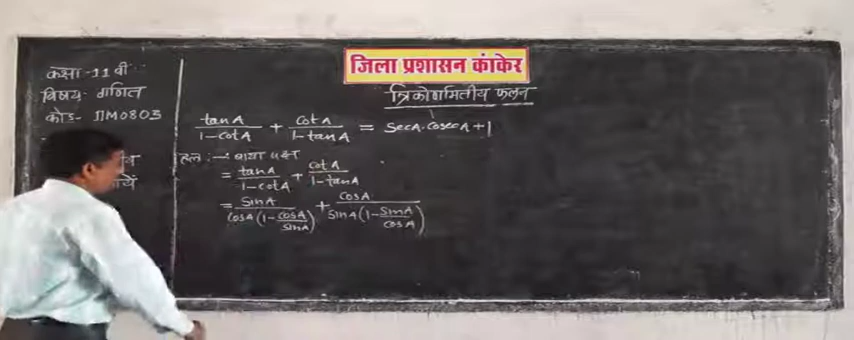 जिला प्रशासन कांकेर
कक्षा - 11 वी
विषय - गणित
कोड - 11M0803
त्रिकोणमितीय फलन
tanA/(1-cotA) + cotA/(1-tanA) = secA.cosecA+1
हल :→ बाया पक्ष
= tanA/(1-cotA) + cotA/(1-tanA)
= sinA/(cosA(1-cosA/sinA)) + cosA/(sinA(1-sinA/cosA))